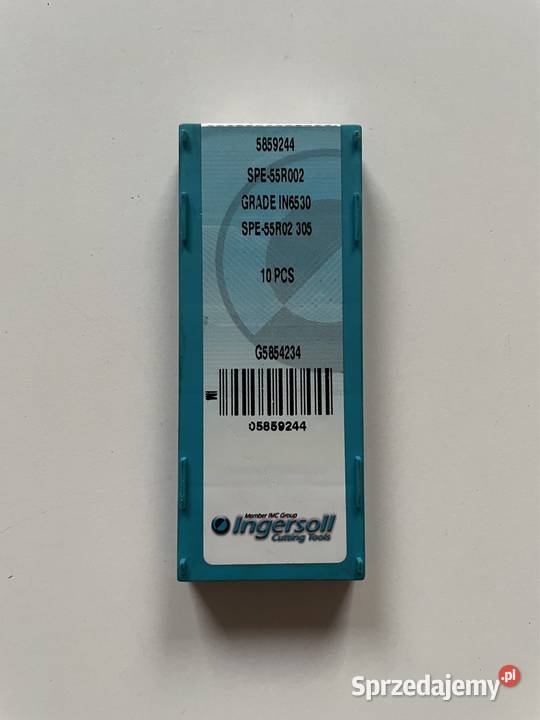 5859244
SPE-55R002
GRADE IN6530
SPE-55R02 305
10 PCS
G5854234
05859244
Member IMC Group
Ingersoll
Cutting Tools
Sprzedajemy.pl